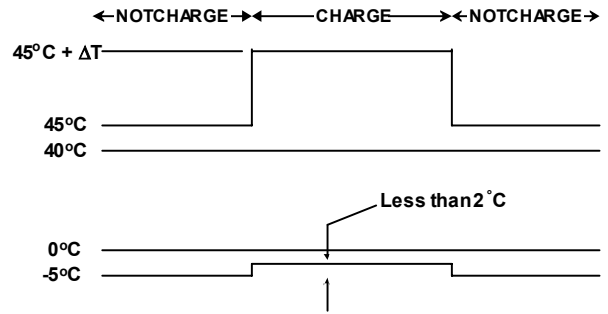 NOTCHARGE CHARGE NOTCHARGE
45°C + ΔT
45°C
40°C
Less than 2°C
0°C
-5°C